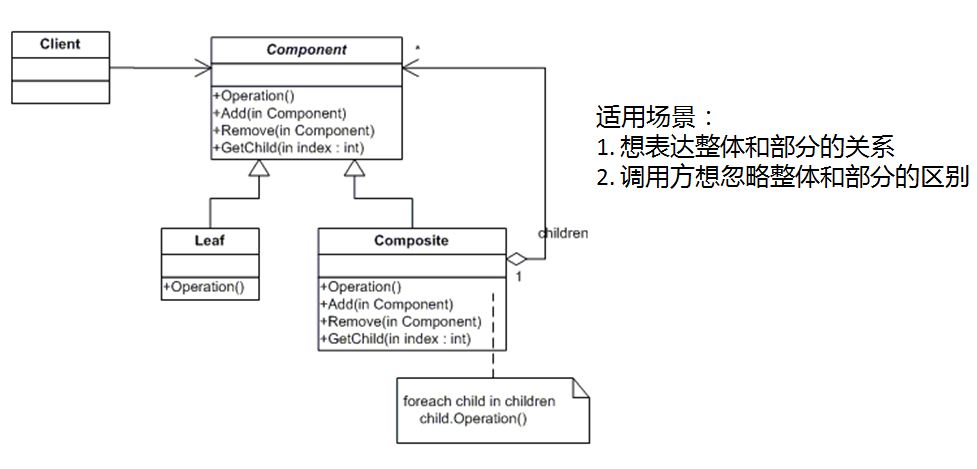 Client
Component
*
+Operation()
+Add(in Component)
+Remove(in Component)
+GetChild(in index : int)
适用场景：
1. 想表达整体和部分的关系
2. 调用方想忽略整体和部分的区别
Leaf
+Operation()
Composite
children
1
+Operation()
+Add(in Component)
+Remove(in Component)
+GetChild(in index : int)
foreach child in children
child.Operation()